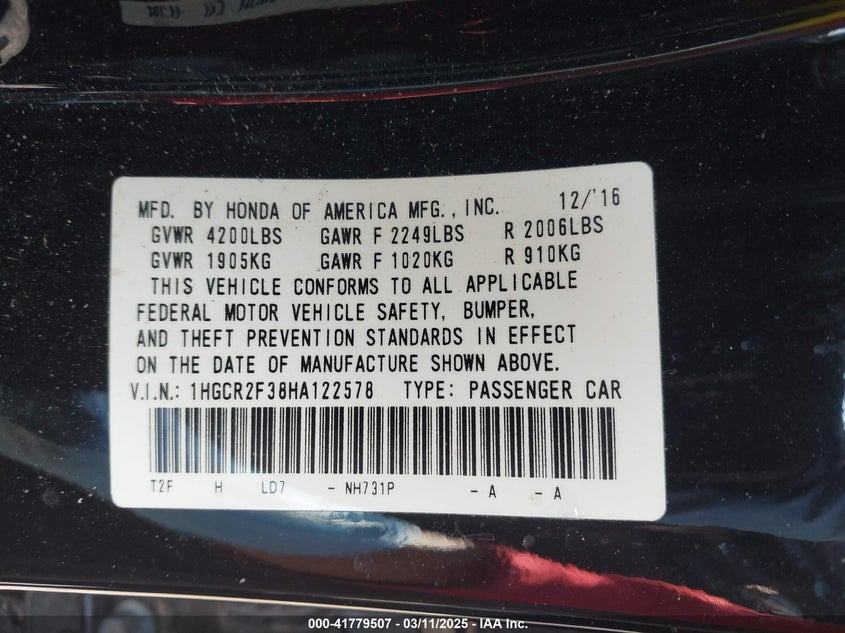 MFD. BY HONDA OF AMERICA MFG., INC. 12/'16
GVWR 4200LBS GAWR F 2249LBS R 2006LBS
GVWR 1905KG GAWR F 1020KG R 910KG
THIS VEHICLE CONFORMS TO ALL APPLICABLE
FEDERAL MOTOR VEHICLE SAFETY, BUMPER,
AND THEFT PREVENTION STANDARDS IN EFFECT
ON THE DATE OF MANUFACTURE SHOWN ABOVE.
V.I.N.: 1HGCR2F38HA122578 TYPE: PASSENGER CAR
T2F H LD7 - NH731P - A - A
000-41779507 - 03/11/2025 - IAA Inc.